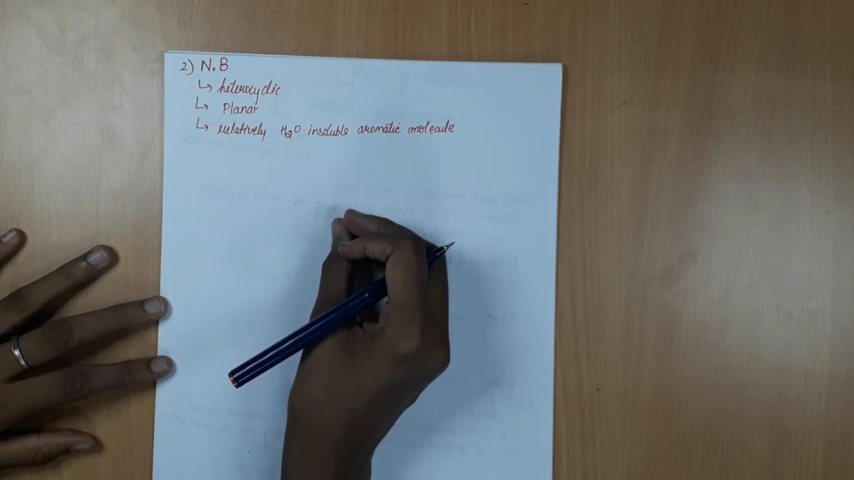 2) N.B
↳ heterocyclic
↳ Planar
↳ relatively H₂O insoluble aromatic molecule